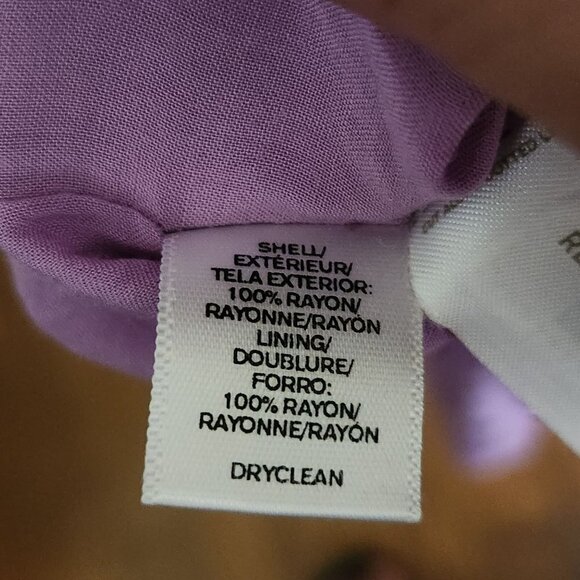 SHELL/
EXTÉRIEUR/
TELA EXTERIOR:
100% RAYON/
RAYONNE/RAYÓN
LINING/
DOUBLURE/
FORRO:
100% RAYON/
RAYONNE/RAYÓN
DRYCLEAN